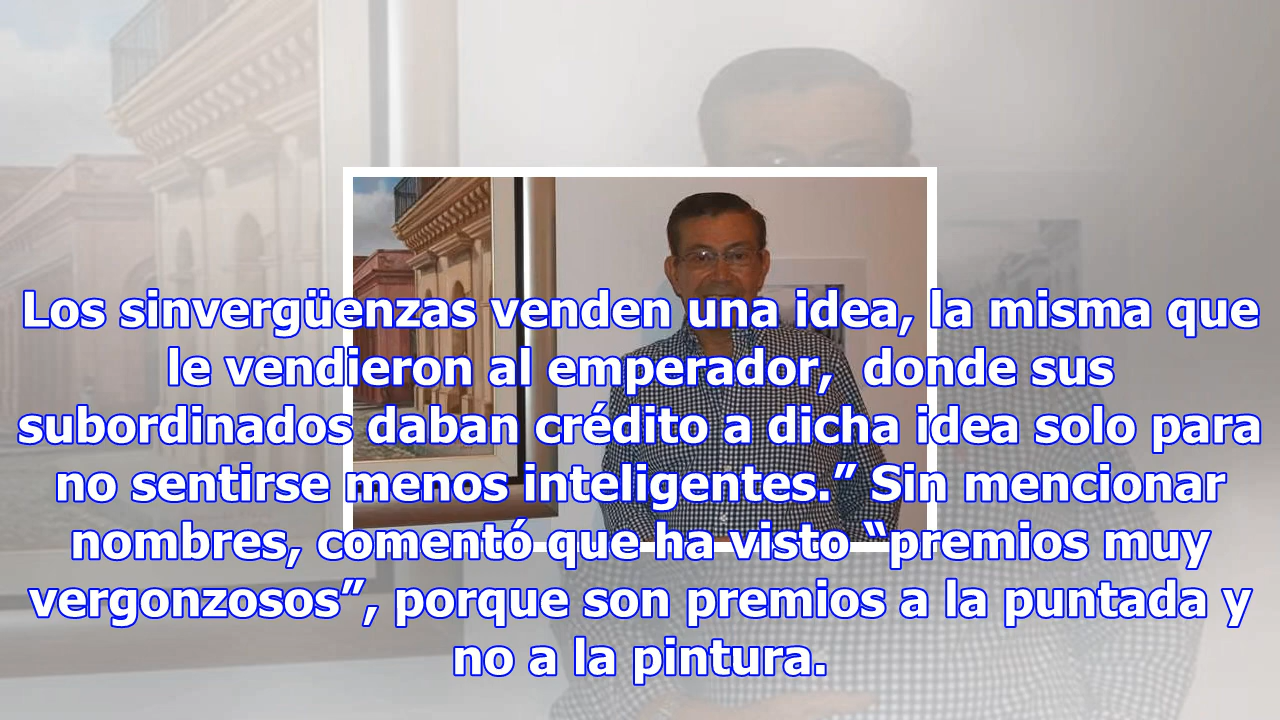 Los sinvergüenzas venden una idea, la misma que
le vendieron al emperador,  donde sus
subordinados daban crédito a dicha idea solo para
no sentirse menos inteligentes.” Sin mencionar
nombres, comentó que ha visto “premios muy
vergonzosos”, porque son premios a la puntada y
no a la pintura.